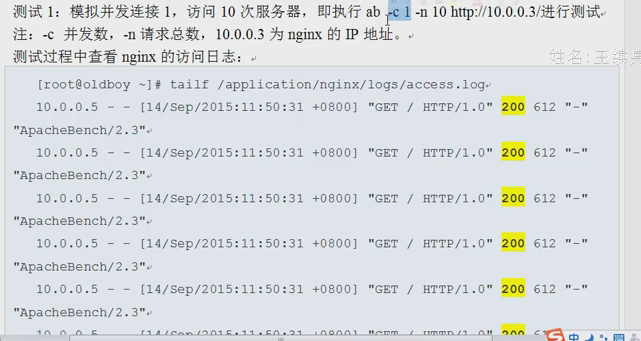 测试 1：模拟并发连接 1，访问 10 次服务器，即执行 ab -c 1 -n 10 http://10.0.0.3/进行测试
注：-c 并发数，-n 请求总数，10.0.0.3 为 nginx 的 IP 地址。
姓名:王续
测试过程中查看 nginx 的访问日志：
[root@oldboy ~]# tailf /application/nginx/logs/access.log
10.0.0.5 - - [14/Sep/2015:11:50:31 +0800] "GET / HTTP/1.0" 200 612 "-"
"ApacheBench/2.3"
10.0.0.5 - - [14/Sep/2015:11:50:31 +0800] "GET / HTTP/1.0" 200 612 "-"
"ApacheBench/2.3"
10.0.0.5 - - [14/Sep/2015:11:50:31 +0800] "GET / HTTP/1.0" 200 612 "-"
"ApacheBench/2.3"
10.0.0.5 - - [14/Sep/2015:11:50:31 +0800] "GET / HTTP/1.0" 200 612 "-"
"ApacheBench/2.3"
10.0.0.5 - - [14/Sep/2015:11:50:31 +0800] "GET / HTTP/1.0" 200 612 "-"
"ApacheBench/2.3"
10.0.0.5 - - [14/Sep/2015:11:50:31 +0800] "GET / HTTP/1.0" 200
中